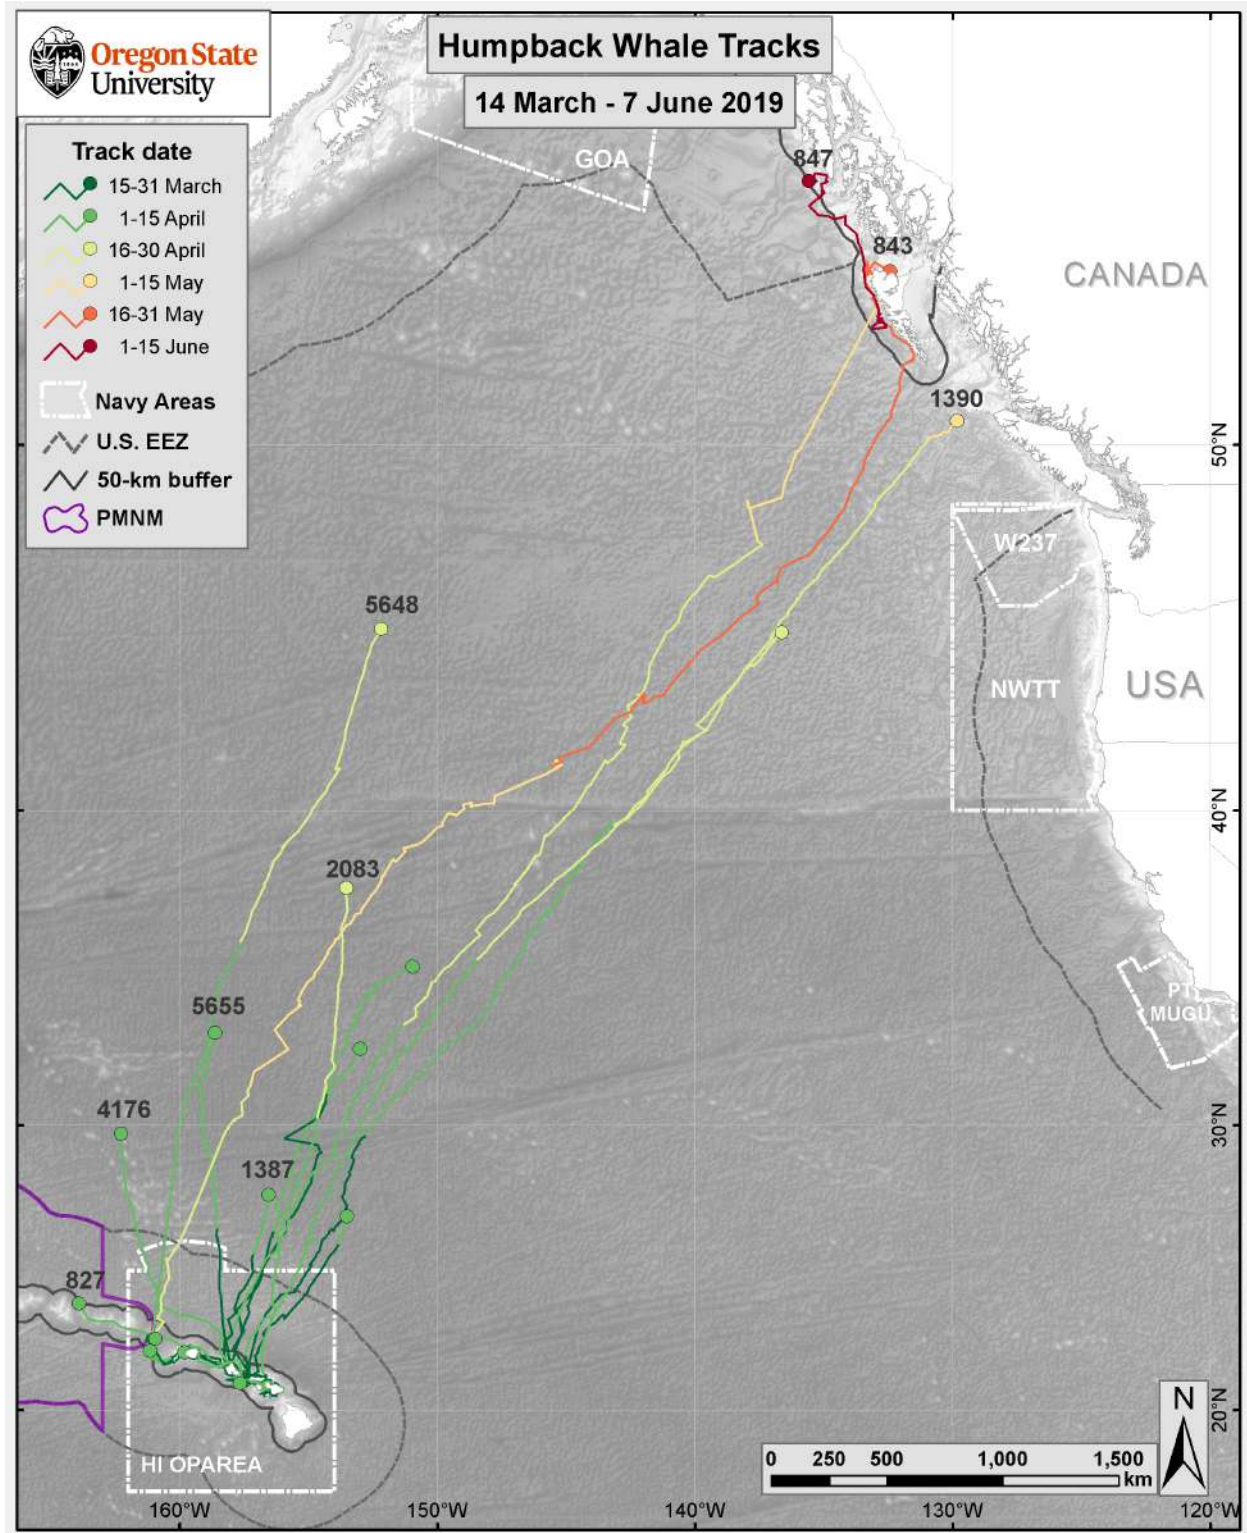 Oregon State
University
Humpback Whale Tracks
14 March - 7 June 2019
Track date
15-31 March
1-15 April
16-30 April
1-15 May
16-31 May
1-15 June
Navy Areas
U.S. EEZ
50-km buffer
PMNM
GOA
847
843
CANADA
1390
50°N
W237
5648
NWTT
USA
40°N
2083
5655
PT
MUGU
4176
30°N
1387
827
HI OPAREA
N
20°N
0 250 500 1,000 1,500
km
160°W 150°W 140°W 130°W 120°W